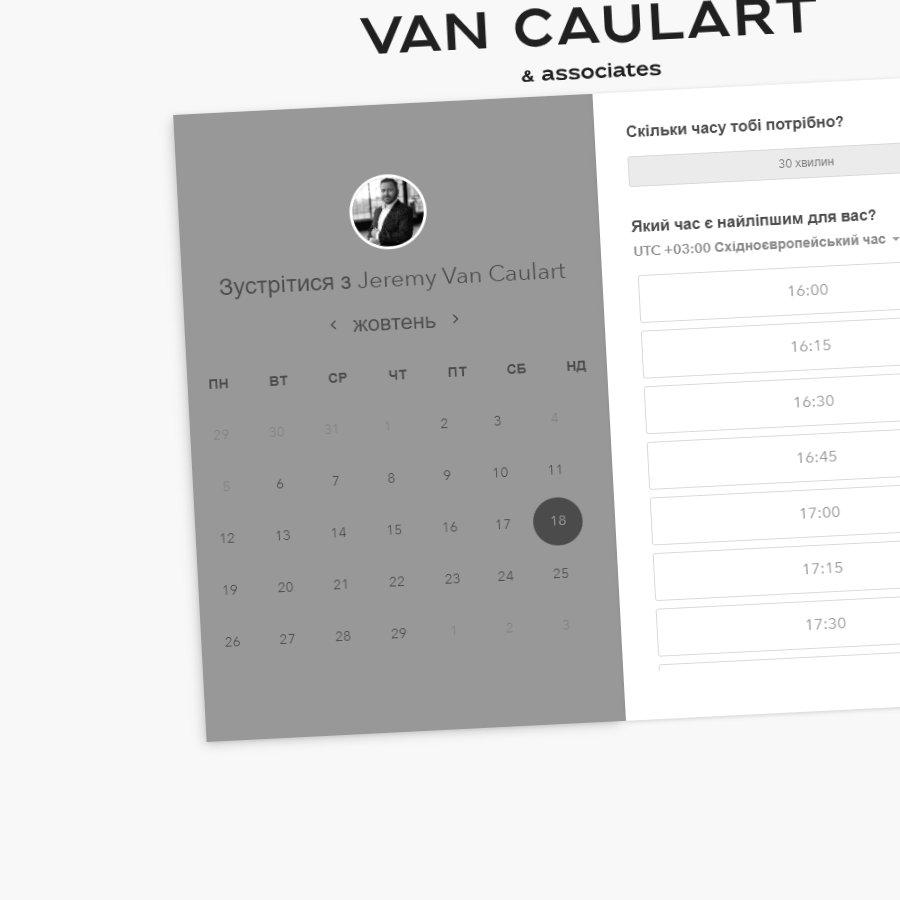 VAN CAULART
& associates
Зустрітися з Jeremy Van Caulart
жовтень
ПН ВТ СР ЧТ ПТ СБ НД
29 30 31 1 2 3 4
5 6 7 8 9 10 11
12 13 14 15 16 17 18
19 20 21 22 23 24 25
26 27 28 29 1 2 3
Скільки часу тобі потрібно?
30 хвилин
Який час є найліпшим для вас?
UTC +03:00 Східноєвропейський час
16:00
16:15
16:30
16:45
17:00
17:15
17:30